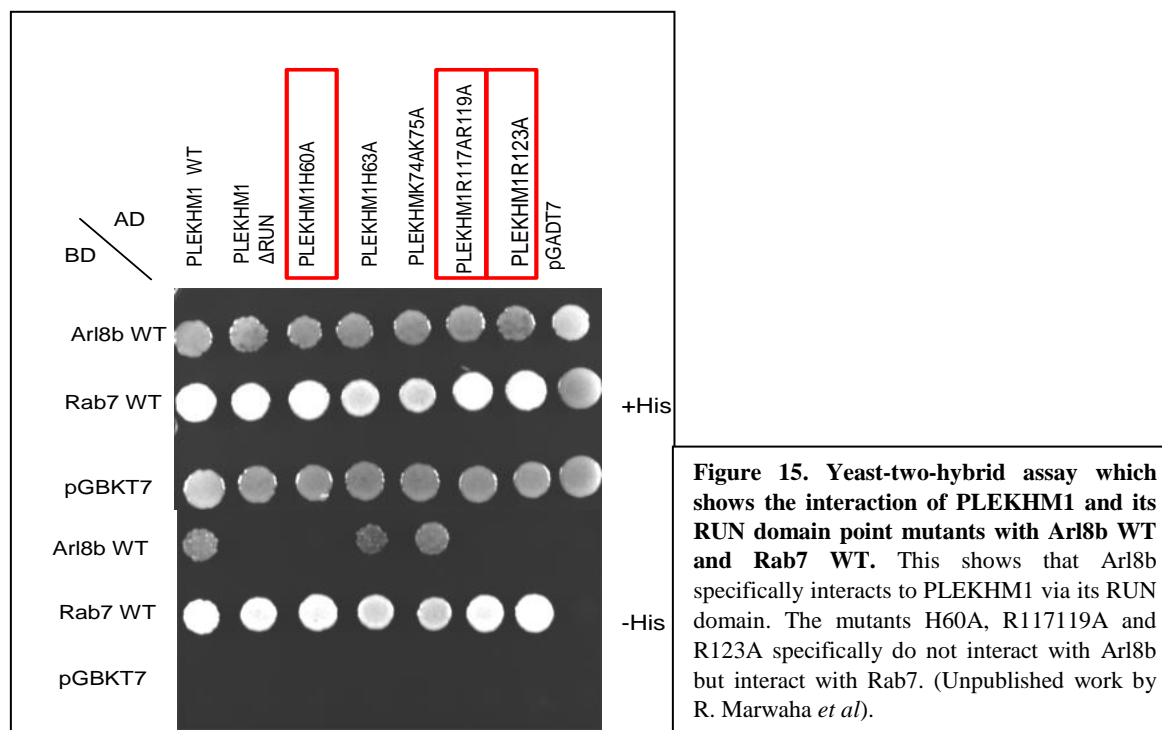 AD
BD
PLEKHM1 WT
PLEKHM1
ΔRUN
PLEKHM1H60A
PLEKHM1H63A
PLEKHMK74AK75A
PLEKHM1R117AR119A
PLEKHM1R123A
pGADT7
Arl8b WT
Rab7 WT
+His
pGBKT7
Arl8b WT
Rab7 WT
-His
pGBKT7
Figure 15. Yeast-two-hybrid assay which
shows the interaction of PLEKHM1 and its
RUN domain point mutants with Arl8b WT
and Rab7 WT. This shows that Arl8b
specifically interacts to PLEKHM1 via its RUN
domain. The mutants H60A, R117119A and
R123A specifically do not interact with Arl8b
but interact with Rab7. (Unpublished work by
R. Marwaha et al).